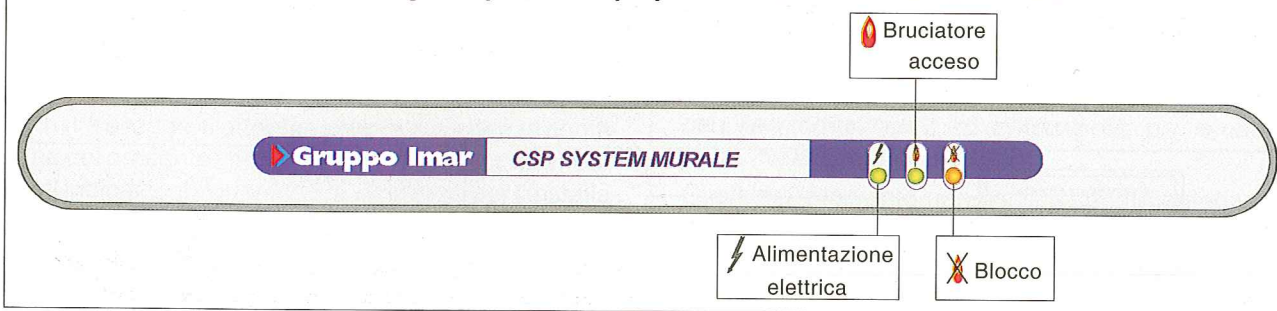 Bruciatore
acceso
Gruppo Imar CSP SYSTEM MURALE
Alimentazione
elettrica
Blocco